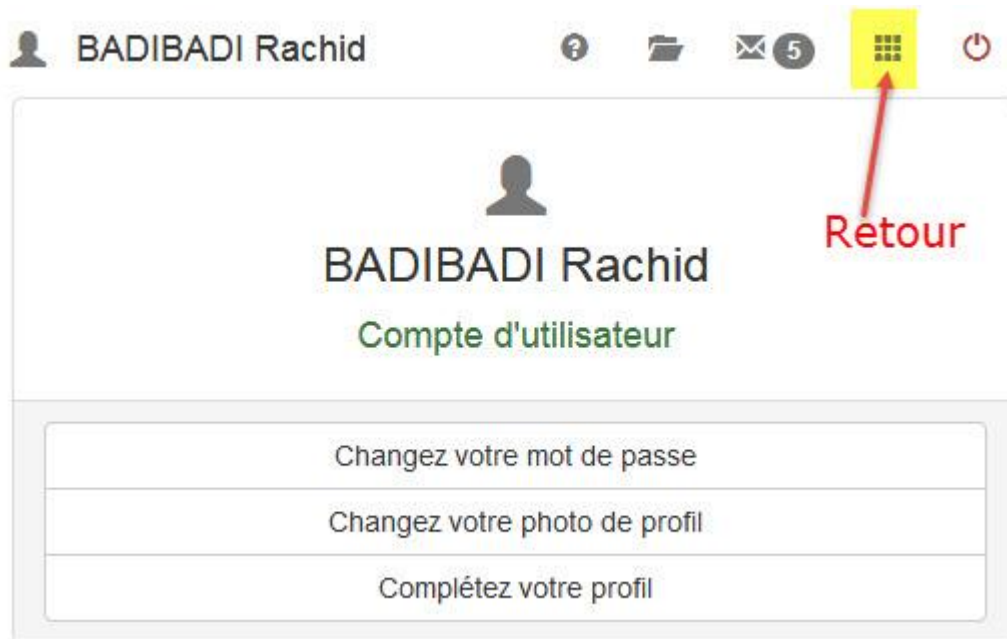 BADIBADI Rachid
5
Retour
BADIBADI Rachid
Compte d'utilisateur
Changez votre mot de passe
Changez votre photo de profil
Complétez votre profil